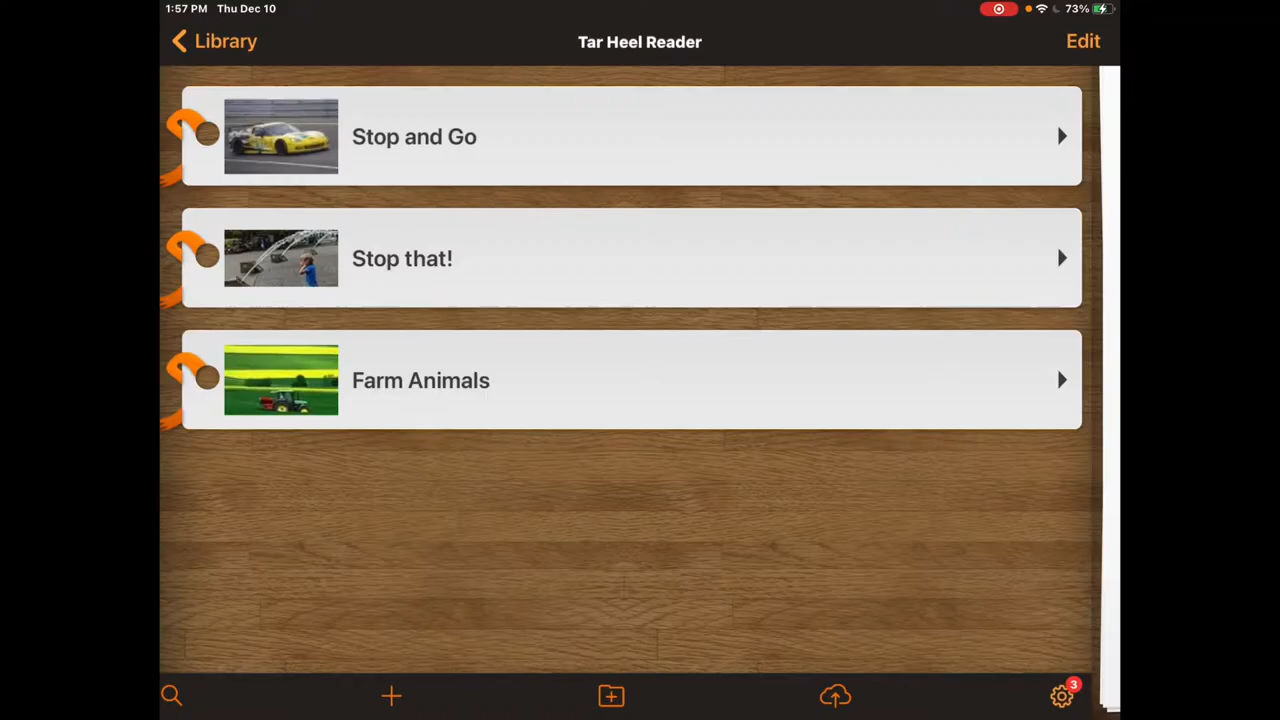 1:57 PM Thu Dec 10
73%
Library
Tar Heel Reader
Edit
Stop and Go
Stop that!
Farm Animals
3